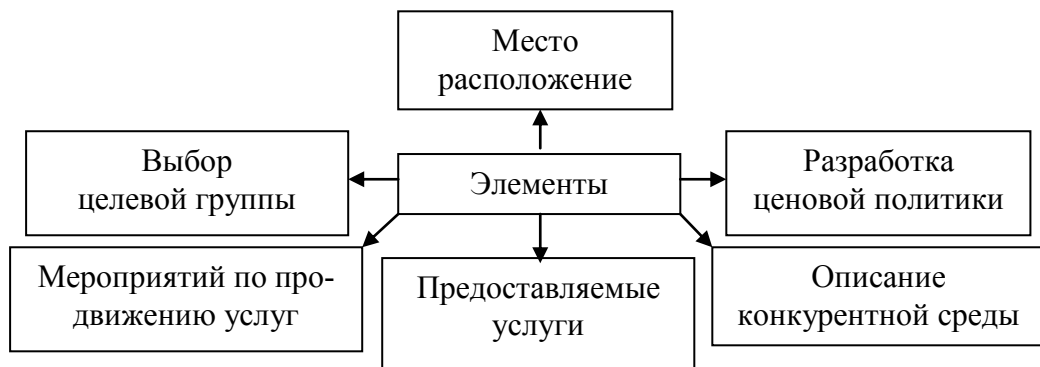 Место
расположение
Выбор
целевой группы
Элементы
Разработка
ценовой политики
Мероприятий по про-
движению услуг
Предоставляемые
услуги
Описание
конкурентной среды